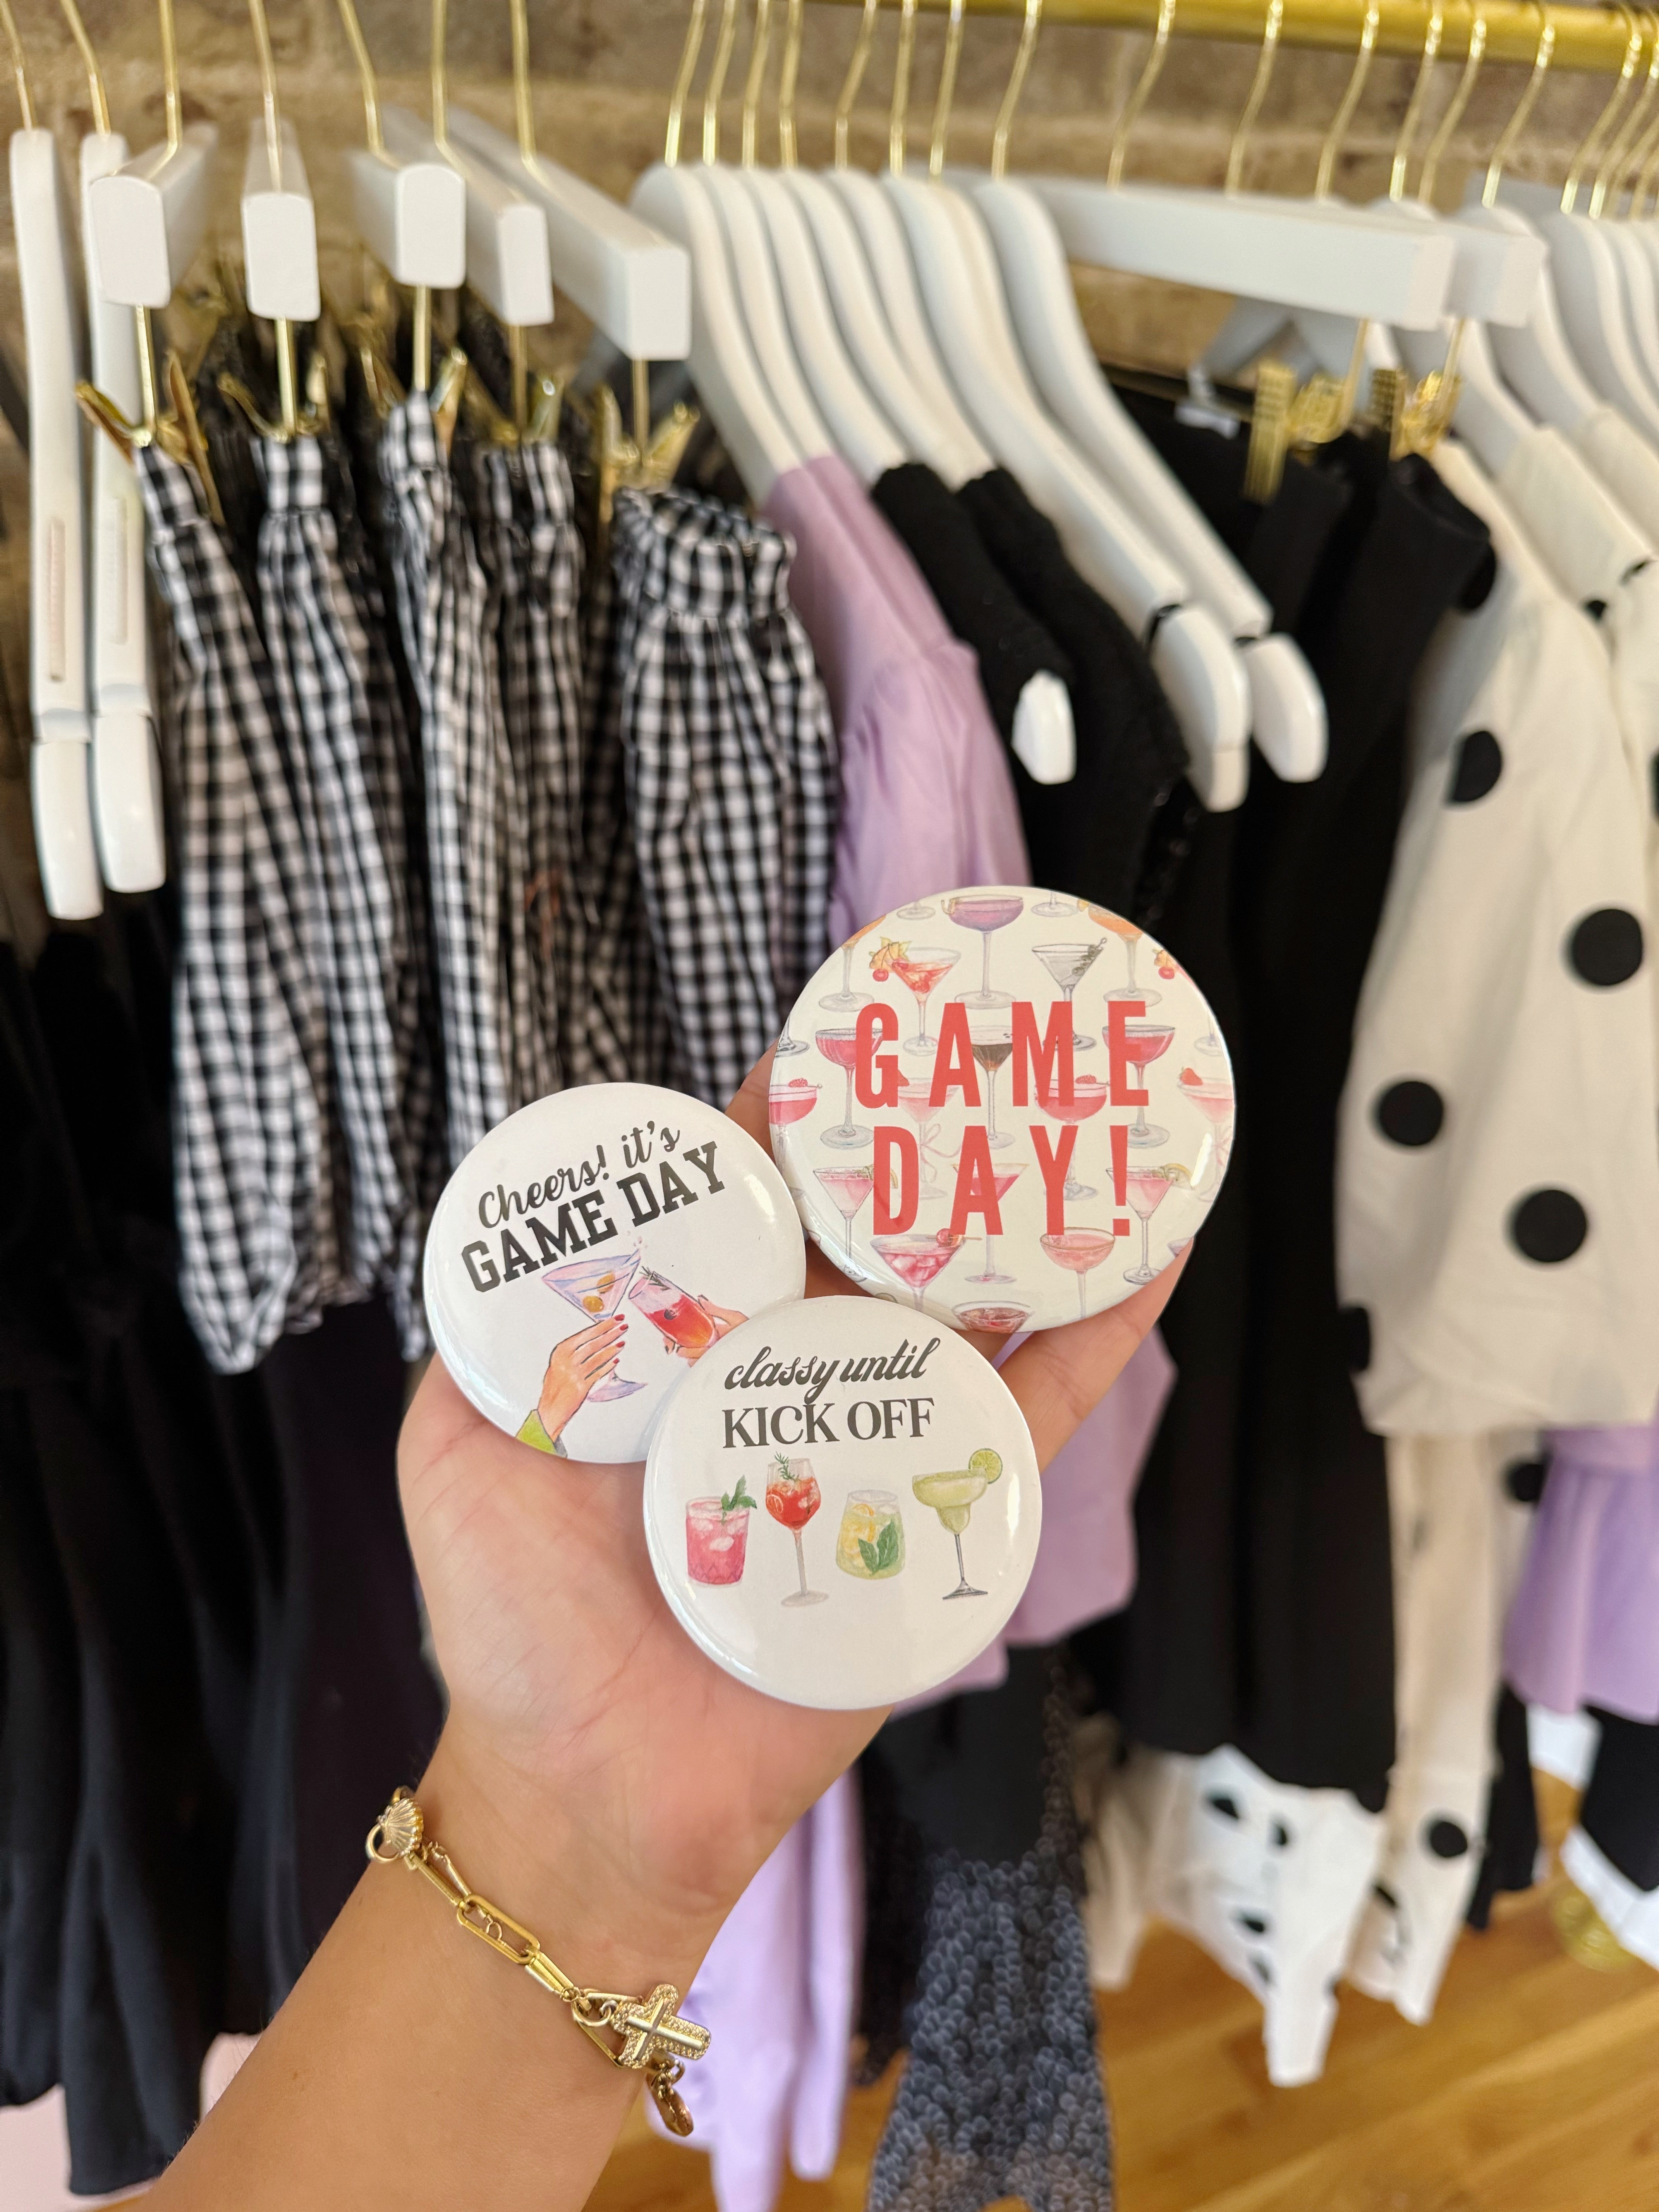 GAME
DAY!
Cheers! it's
GAME DAY
classy until
KICK OFF